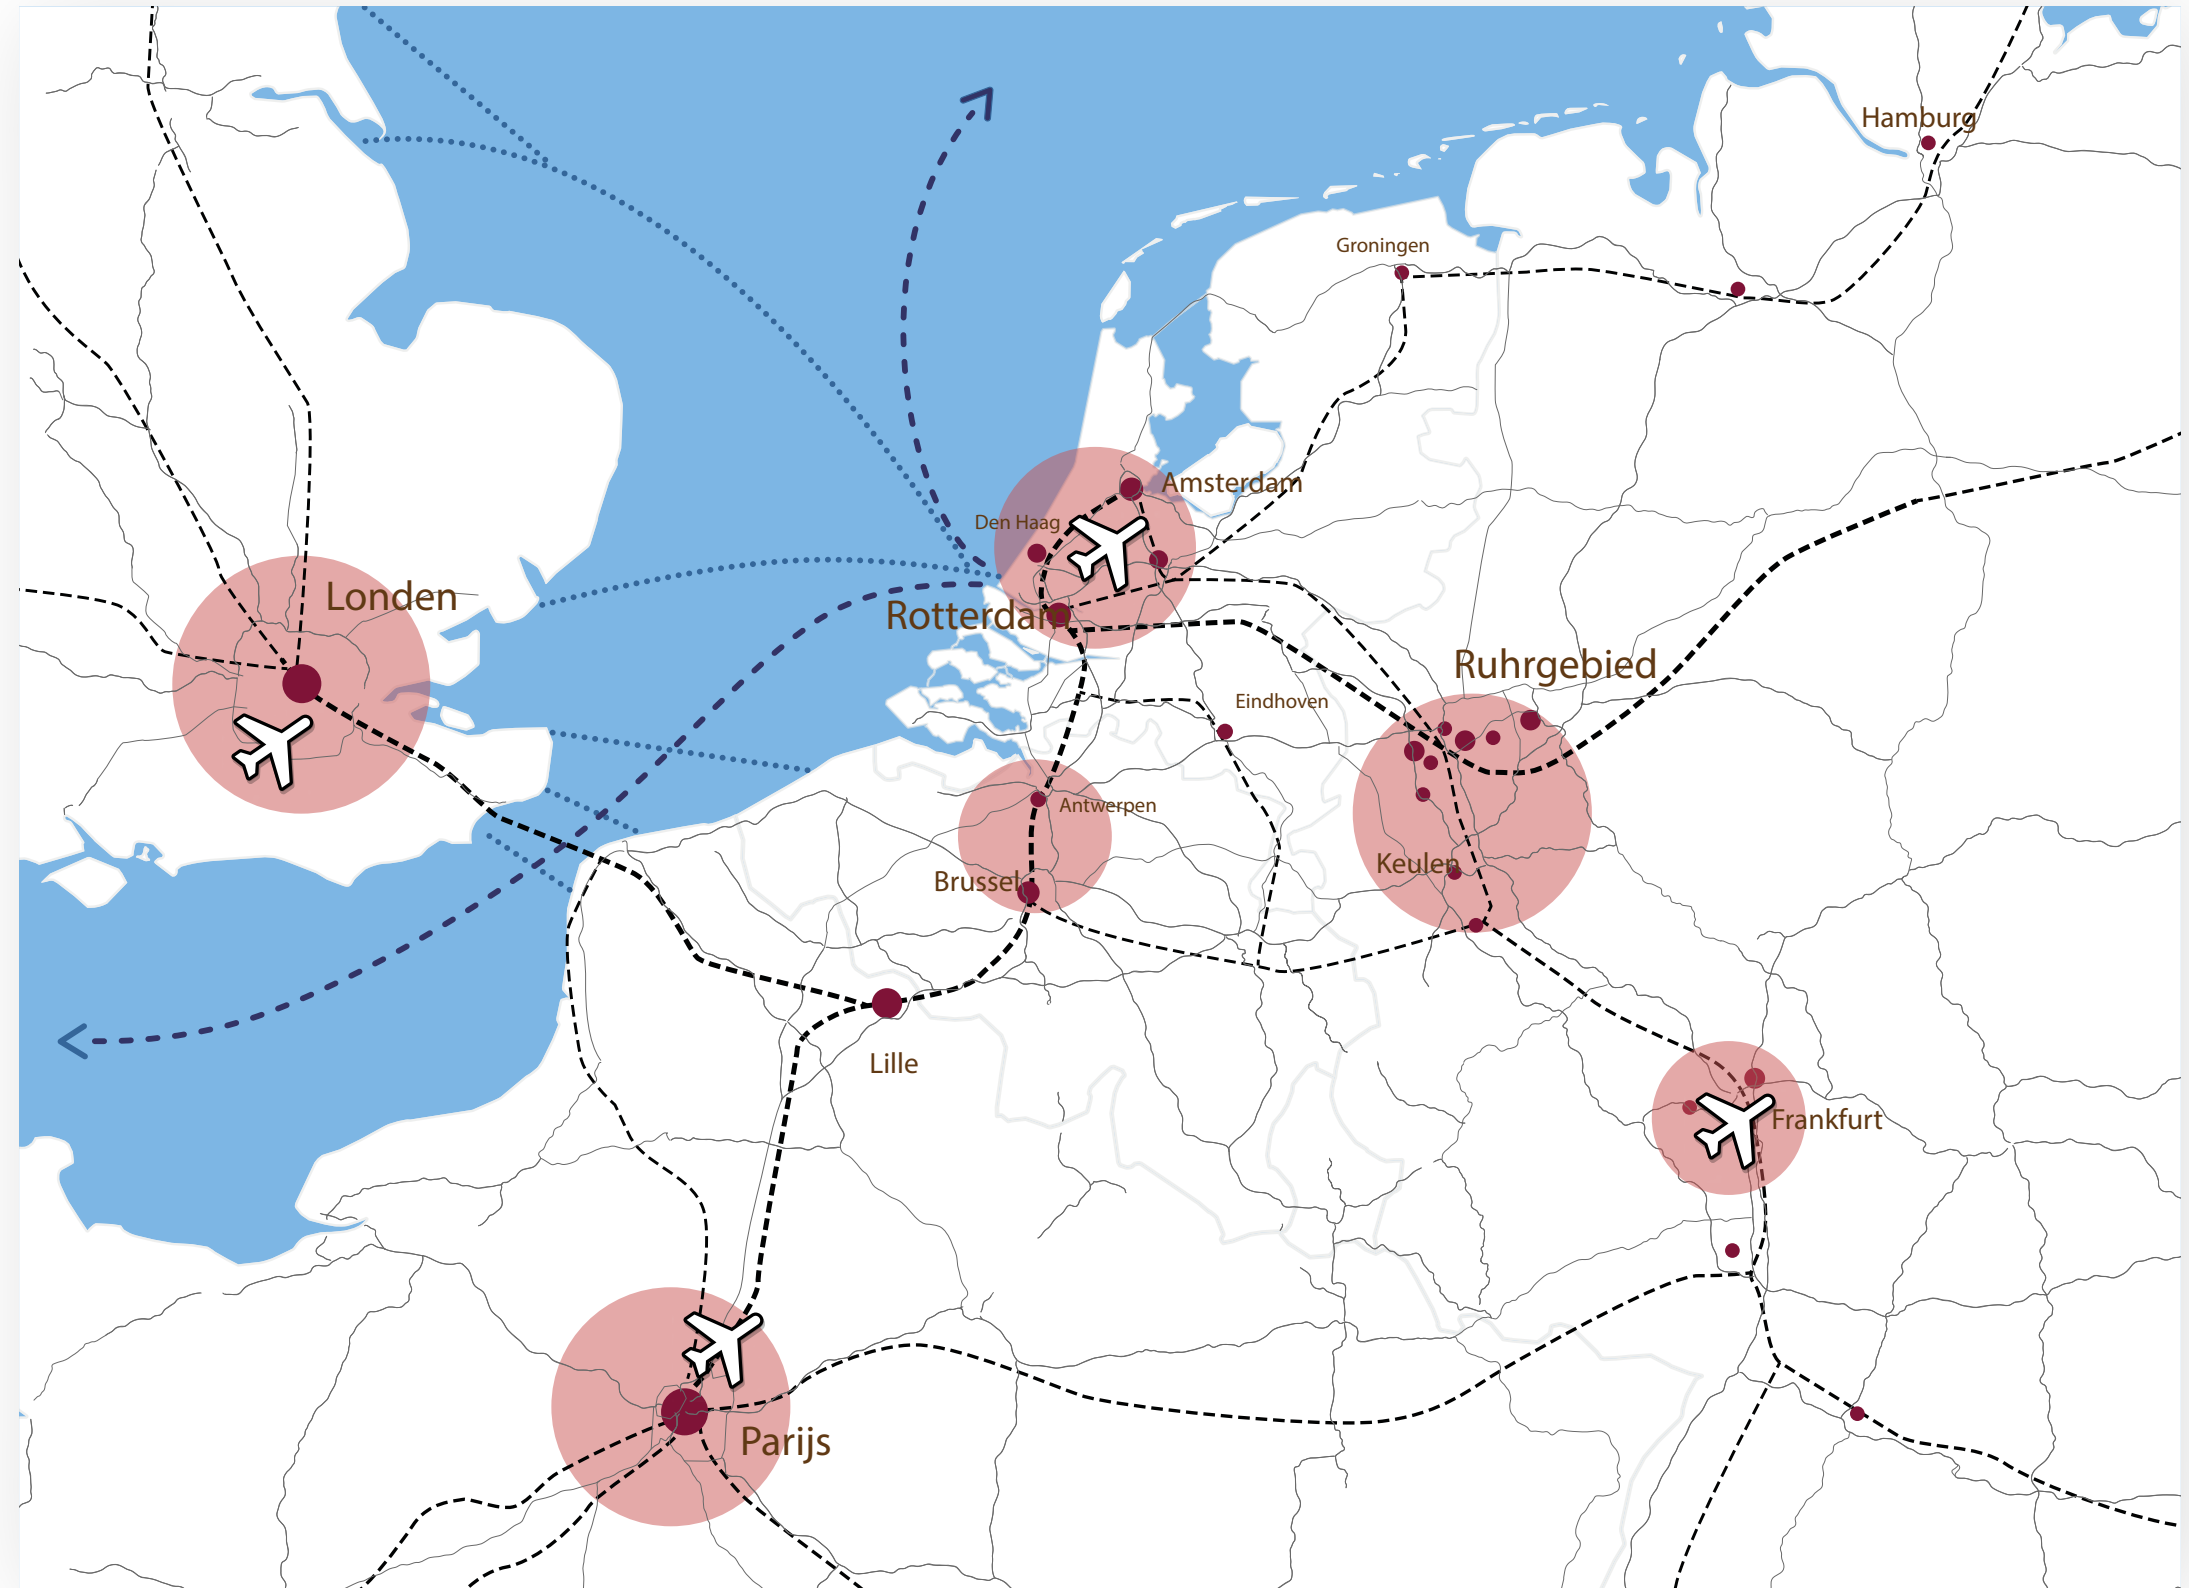 Hamburg
Groningen
Amsterdam
Den Haag
Londen
Rotterdam
Ruhrgebied
Eindhoven
Antwerpen
Keulen
Brussel
Lille
Frankfurt
Parijs